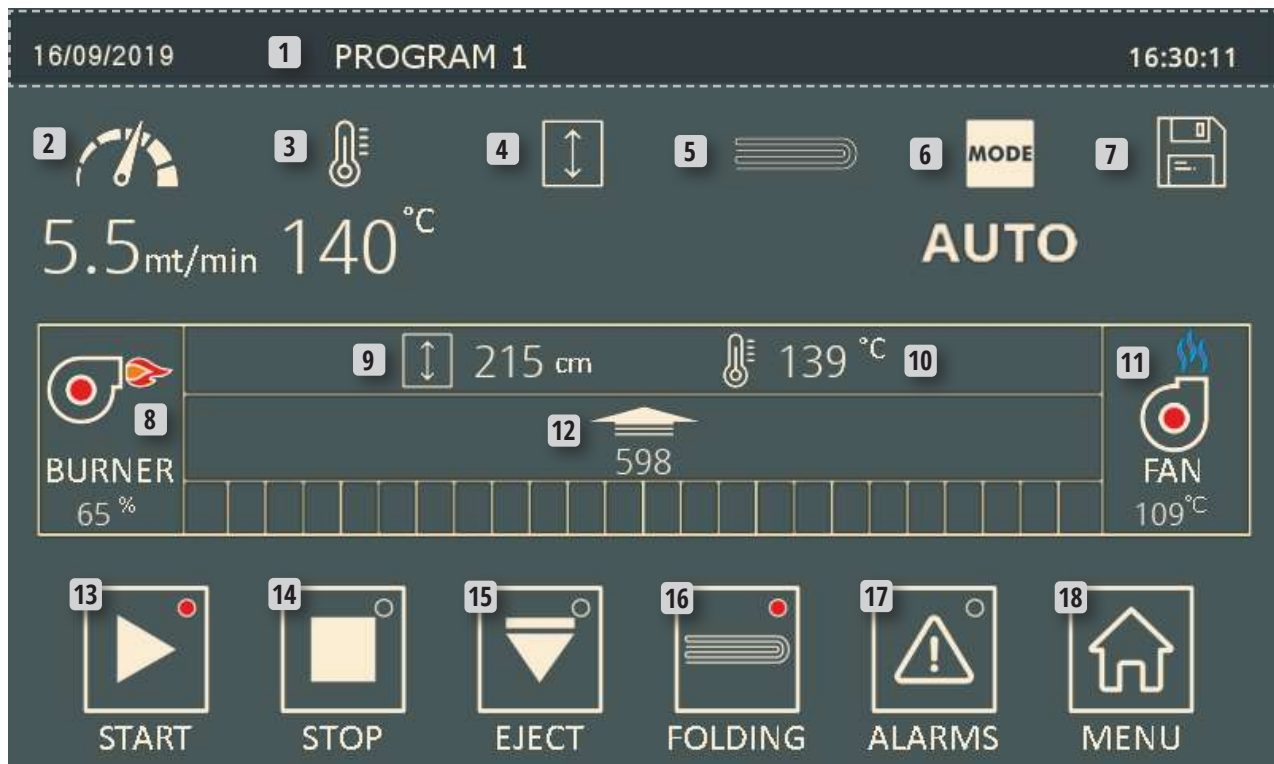 16/09/2019 1 PROGRAM 1 16:30:11
2 3 4 5 6 MODE 7
5.5 mt/min 140 °C AUTO
9 215 cm 139 °C 10 11
8 12
BURNER 598 FAN
65 % 109°C
13 14 15 16 17 18
START STOP EJECT FOLDING ALARMS MENU